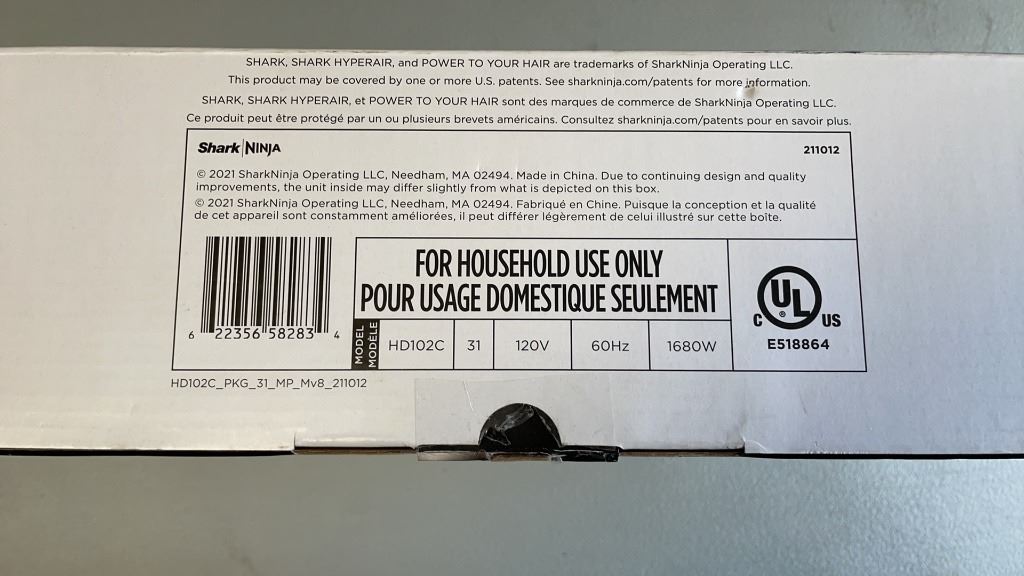 SHARK, SHARK HYPERAIR, and POWER TO YOUR HAIR are trademarks of SharkNinja Operating LLC.
This product may be covered by one or more U.S. patents. See sharkninja.com/patents for more information.
SHARK, SHARK HYPERAIR, et POWER TO YOUR HAIR sont des marques de commerce de SharkNinja Operating LLC.
Ce produit peut être protégé par un ou plusieurs brevets américains. Consultez sharkninja.com/patents pour en savoir plus.
Shark|NINJA 211012
© 2021 SharkNinja Operating LLC, Needham, MA 02494. Made in China. Due to continuing design and quality
improvements, the unit inside may differ slightly from what is depicted on this box.
© 2021 SharkNinja Operating LLC, Needham, MA 02494. Fabriqué en Chine. Puisque la conception et la qualité
de cet appareil sont constamment améliorées, il peut différer légèrement de celui illustré sur cette boîte.
FOR HOUSEHOLD USE ONLY
POUR USAGE DOMESTIQUE SEULEMENT
MODEL
MODÈLE
HD102C 31 120V 60Hz 1680W
C UL ® US
E518864
6 22356 58283 4
HD102C_PKG_31_MP_Mv8_211012